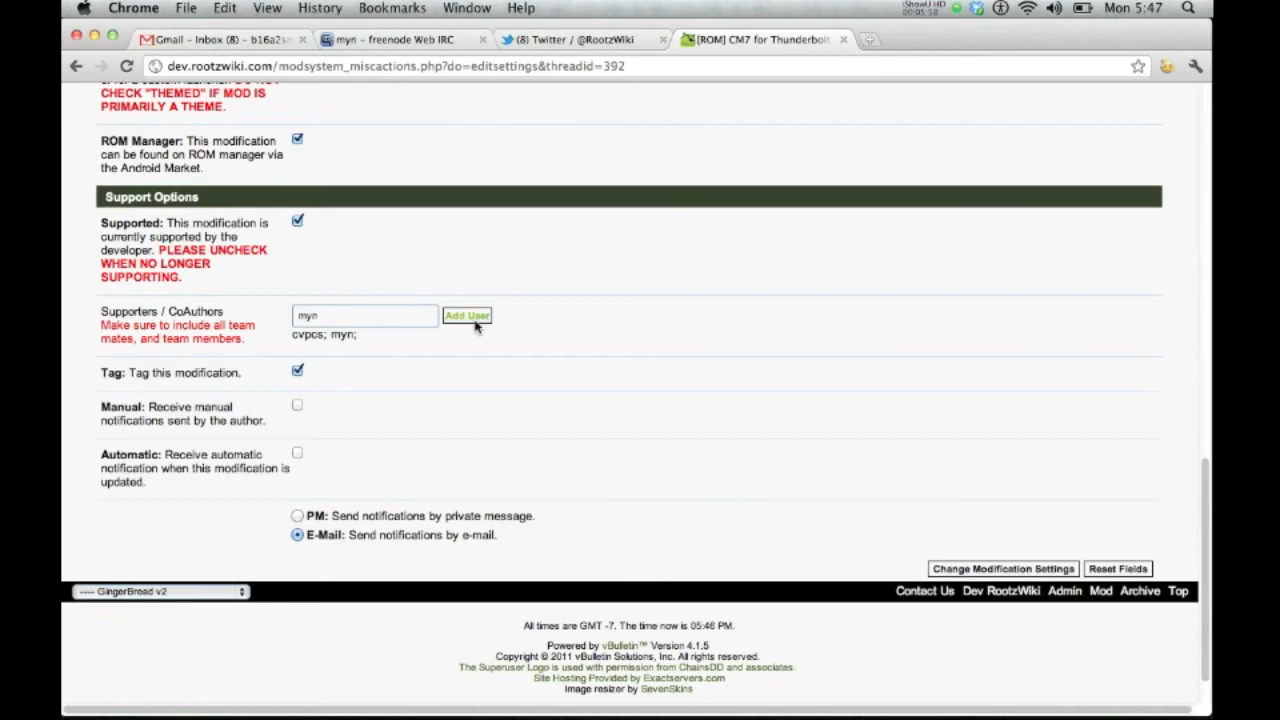 Chrome File Edit View History Bookmarks Window Help iShowU HD 00:05:58 Mon 5:47
Gmail - Inbox (8) - b16a2s
myn - freenode Web IRC
(8) Twitter / @RootzWiki
[ROM] CM7 for Thunderbolt
dev.rootzwiki.com/modsystem_miscactions.php?do=editsettings&threadid=392
CHECK "THEMED" IF MOD IS
PRIMARILY A THEME.
ROM Manager: This modification
can be found on ROM manager via
the Android Market.
Support Options
Supported: This modification is
currently supported by the
developer. PLEASE UNCHECK
WHEN NO LONGER
SUPPORTING.
Supporters / CoAuthors
Make sure to include all team
mates, and team members.
myn
Add User
cvpcs; myn;
Tag: Tag this modification.
Manual: Receive manual
notifications sent by the author.
Automatic: Receive automatic
notification when this modification is
updated.
PM: Send notifications by private message.
E-Mail: Send notifications by e-mail.
Change Modification Settings Reset Fields
---- GingerBread v2
Contact Us Dev RootzWiki Admin Mod Archive Top
All times are GMT -7. The time now is 05:46 PM.
Powered by vBulletin™ Version 4.1.5
Copyright © 2011 vBulletin Solutions, Inc. All rights reserved.
The Superuser Logo is used with permission from ChainsDD and associates.
Site Hosting Provided by Exactservers.com
Image resizer by SevenSkins